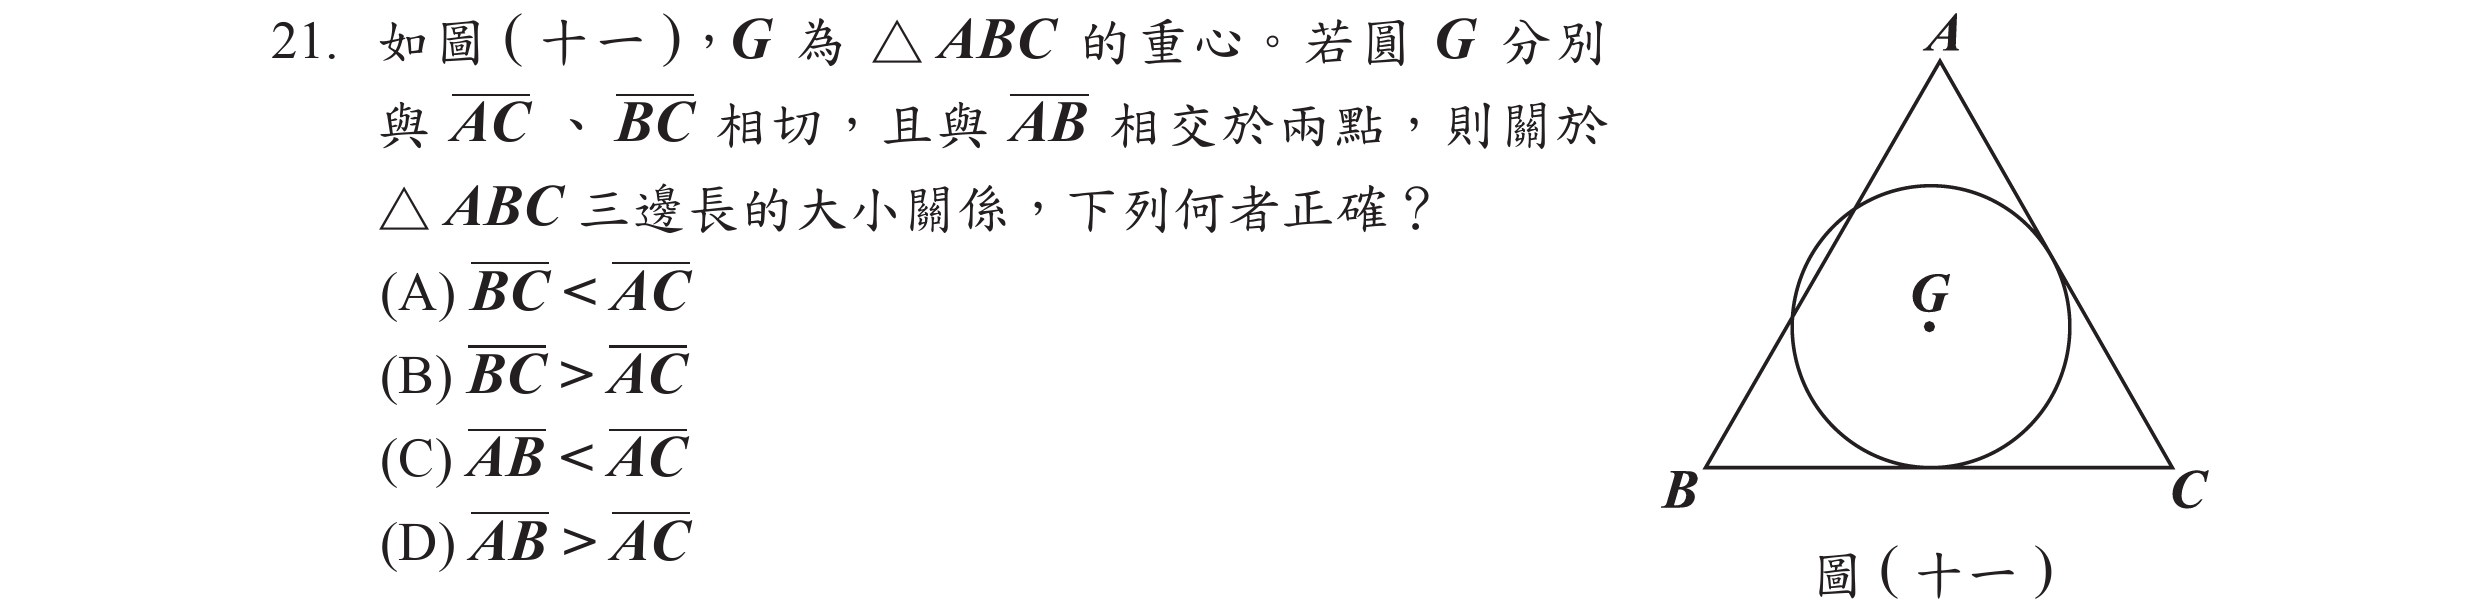 21. 如圖(十一)，G 為 △ABC 的重心。若圓 G 分別
與 $\overline{AC}$、$\overline{BC}$ 相切，且與 $\overline{AB}$ 相交於兩點，則關於
△ABC 三邊長的大小關係，下列何者正確？
(A) $\overline{BC}$ < $\overline{AC}$
(B) $\overline{BC}$ > $\overline{AC}$
(C) $\overline{AB}$ < $\overline{AC}$
(D) $\overline{AB}$ > $\overline{AC}$
A
G
B
C
圖(十一)